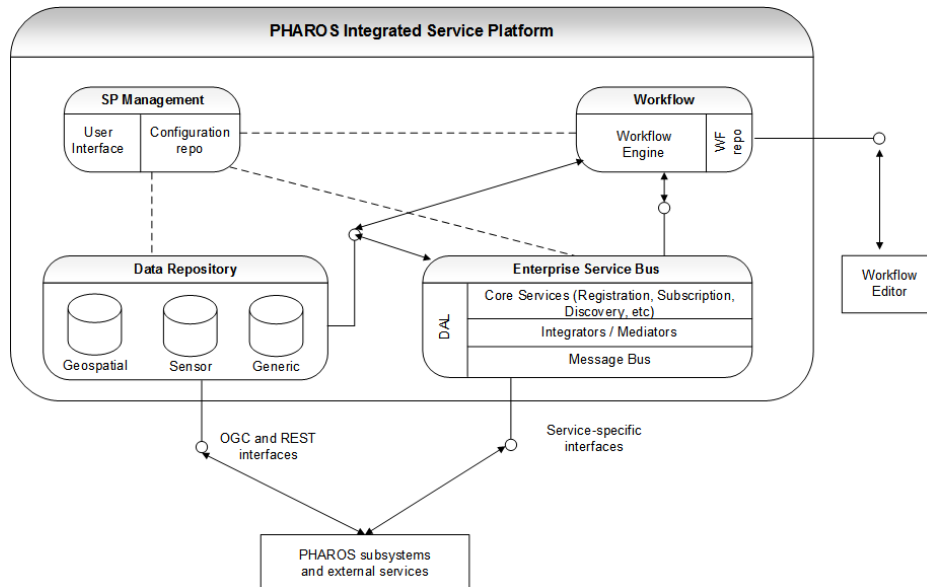 PHAROS Integrated Service Platform
SP Management
User
Interface
Configuration
repo
Workflow
Workflow
Engine
WF
repo
Data Repository
Geospatial
Sensor
Generic
Enterprise Service Bus
DAL
Core Services (Registration, Subscription,
Discovery, etc)
Integrators / Mediators
Message Bus
Workflow
Editor
OGC and REST
interfaces
Service-specific
interfaces
PHAROS subsystems
and external services